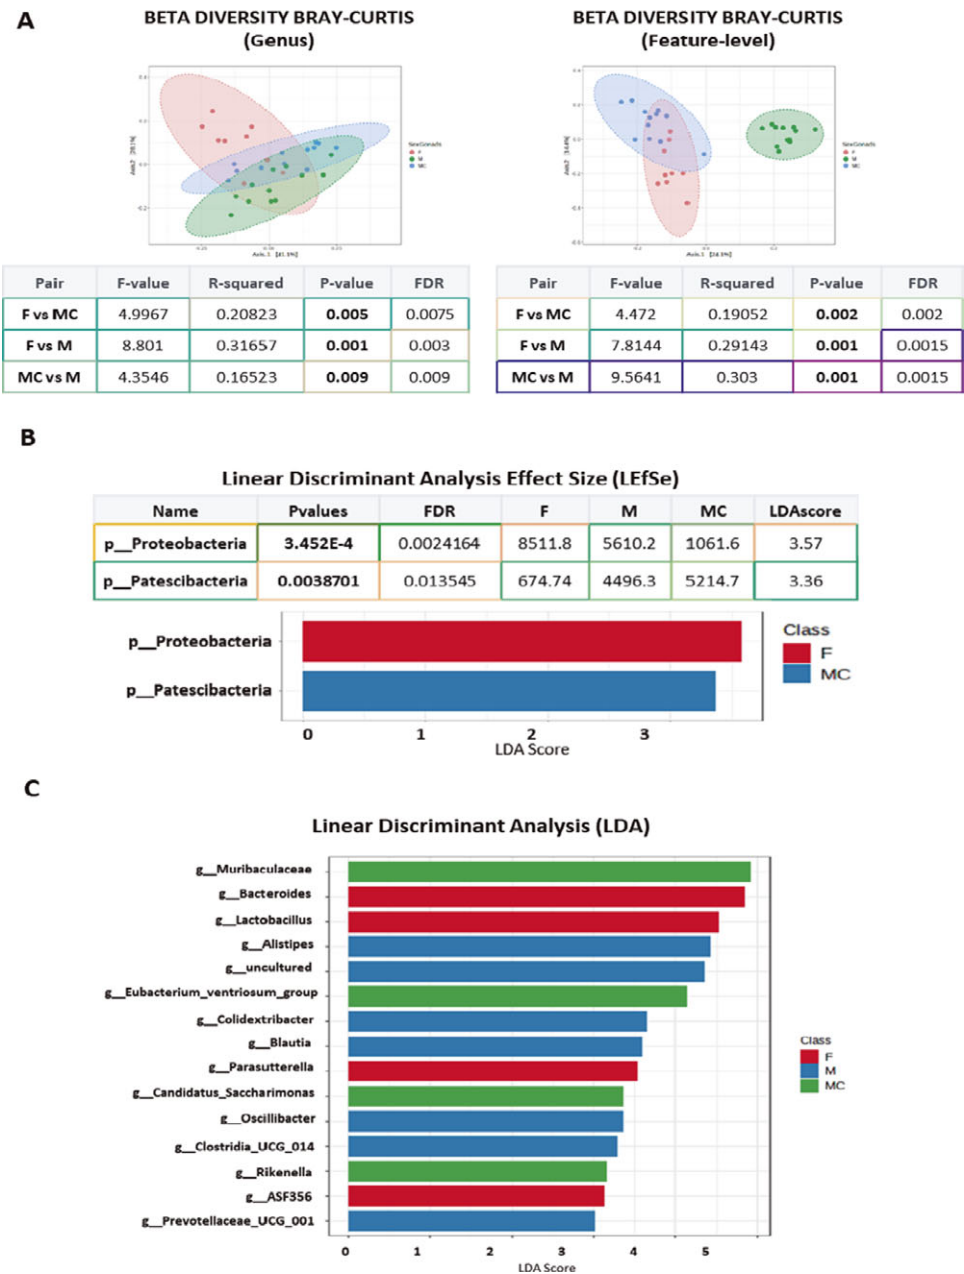 A
BETA DIVERSITY BRAY-CURTIS
(Genus)
BETA DIVERSITY BRAY-CURTIS
(Feature-level)
F
M
MC
F
M
MC
Pair F-value R-squared P-value FDR
F vs MC 4.9967 0.20823 0.005 0.0075
F vs M 8.801 0.31657 0.001 0.003
MC vs M 4.3546 0.16523 0.009 0.009
Pair F-value R-squared P-value FDR
F vs MC 4.472 0.19052 0.002 0.002
F vs M 7.8144 0.29143 0.001 0.0015
MC vs M 9.5641 0.303 0.001 0.0015
B
Linear Discriminant Analysis Effect Size (LEfSe)
Name Pvalues FDR F M MC LDAscore
p__Proteobacteria 3.452E-4 0.0024164 8511.8 5610.2 1061.6 3.57
p__Patescibacteria 0.0038701 0.013545 674.74 4496.3 5214.7 3.36
p__Proteobacteria
p__Patescibacteria
Class
F
MC
0 1 2 3
LDA Score
C
Linear Discriminant Analysis (LDA)
g__Muribaculaceae
g__Bacteroides
g__Lactobacillus
g__Alistipes
g__uncultured
g__Eubacterium_ventriosum_group
g__Colidextribacter
g__Blautia
g__Parasutterella
g__Candidatus_Saccharimonas
g__Oscillibacter
g__Clostridia_UCG_014
g__Rikenella
g__ASF356
g__Prevotellaceae_UCG_001
Class
F
M
MC
0 1 2 3 4 5
LDA Score